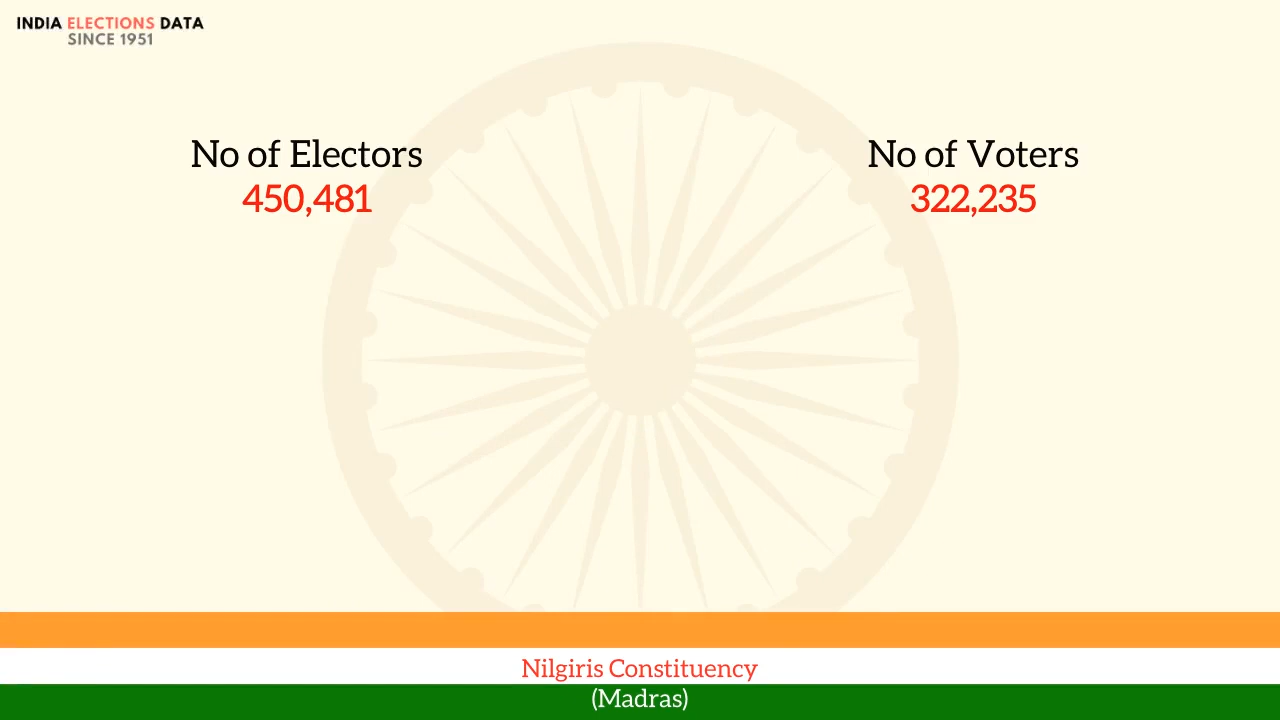 INDIA ELECTIONS DATA
SINCE 1951
No of Electors
450,481
No of Voters
322,235
Nilgiris Constituency
(Madras)